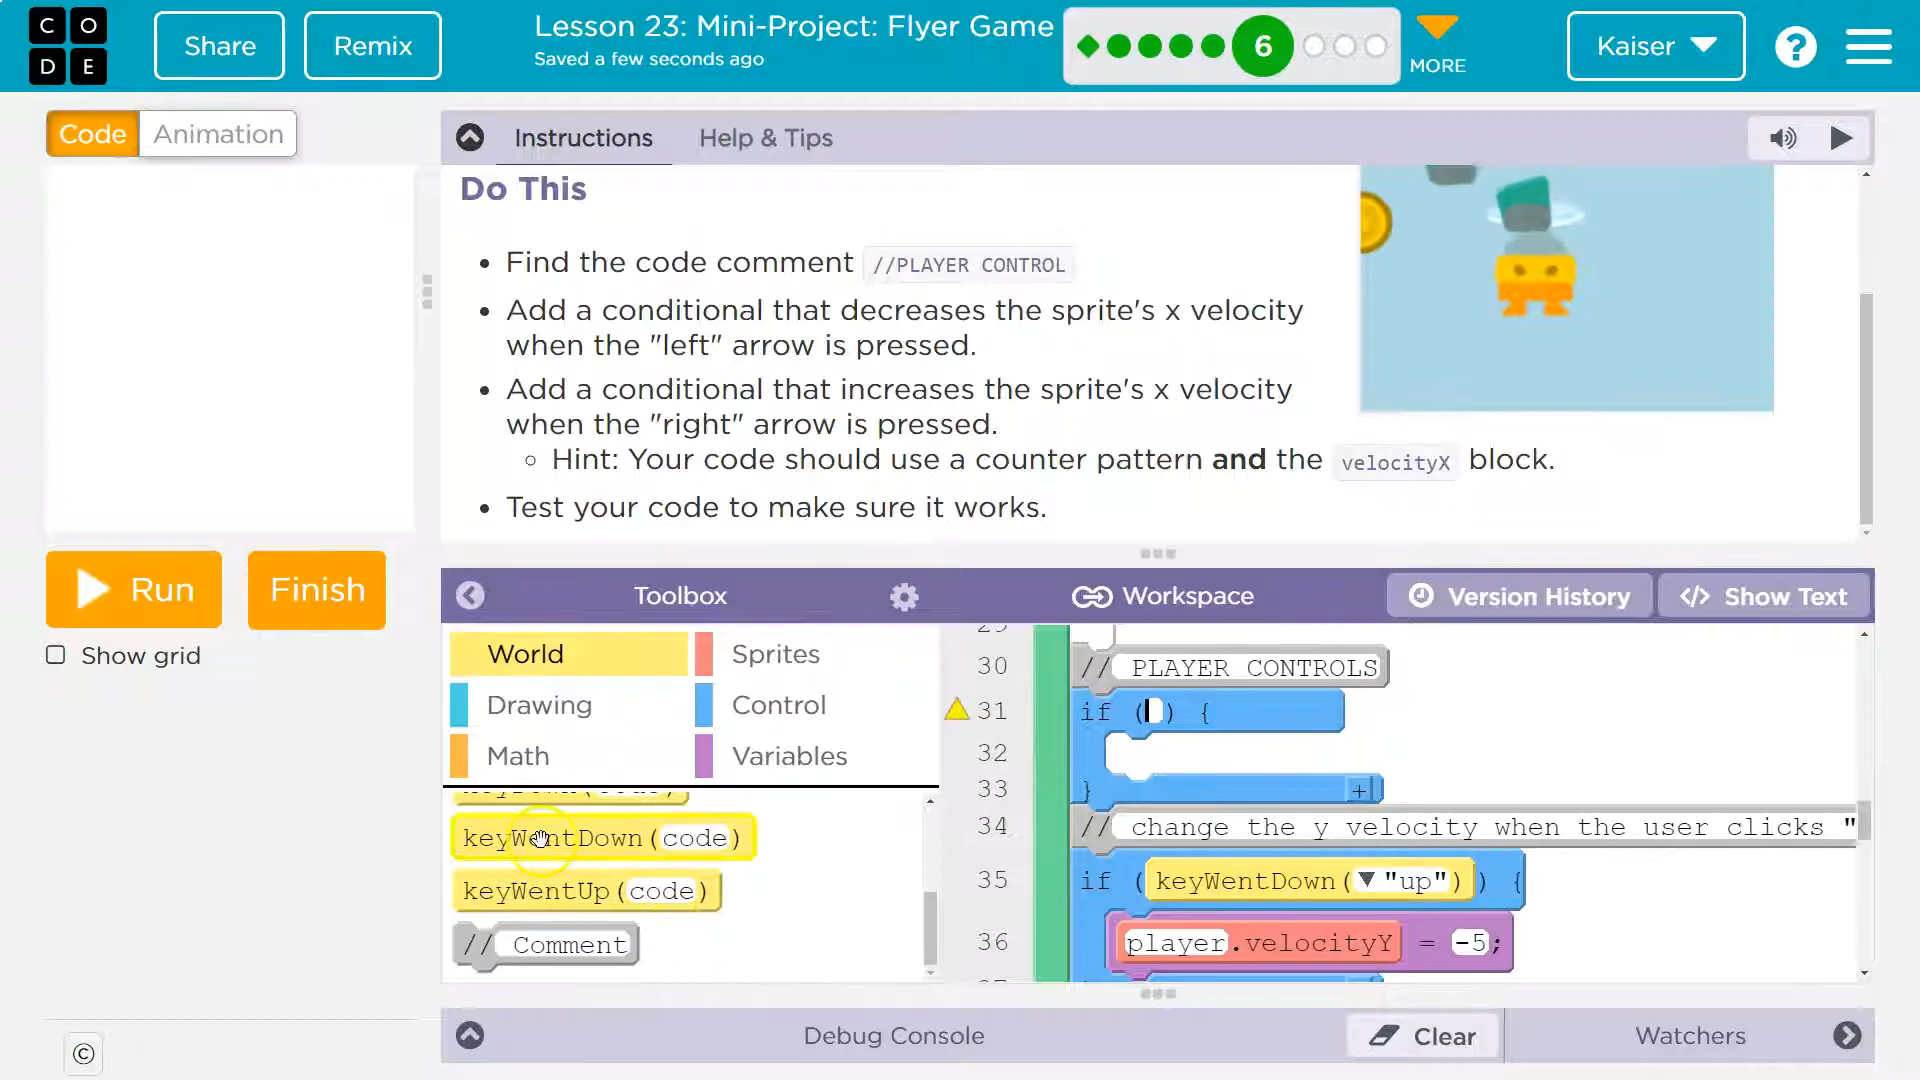 CODE
Share
Remix
Lesson 23: Mini-Project: Flyer Game
Saved a few seconds ago
6
MORE
Kaiser
?
Code
Animation
Instructions
Help & Tips
Do This
Find the code comment //PLAYER CONTROL
Add a conditional that decreases the sprite's x velocity
when the "left" arrow is pressed.
Add a conditional that increases the sprite's x velocity
when the "right" arrow is pressed.
Hint: Your code should use a counter pattern and the velocityX block.
Test your code to make sure it works.
Run
Finish
Show grid
Toolbox
Workspace
Version History
</> Show Text
World
Sprites
Drawing
Control
Math
Variables
keyDown(code)
keyWentDown(code)
keyWentUp(code)
// Comment
29
30 // PLAYER CONTROLS
31 if ( ) {
32
33 } +
34 // change the y velocity when the user clicks "
35 if (keyWentDown(▼"up")) {
36 player.velocityY = -5;
37
©
Debug Console
Clear
Watchers